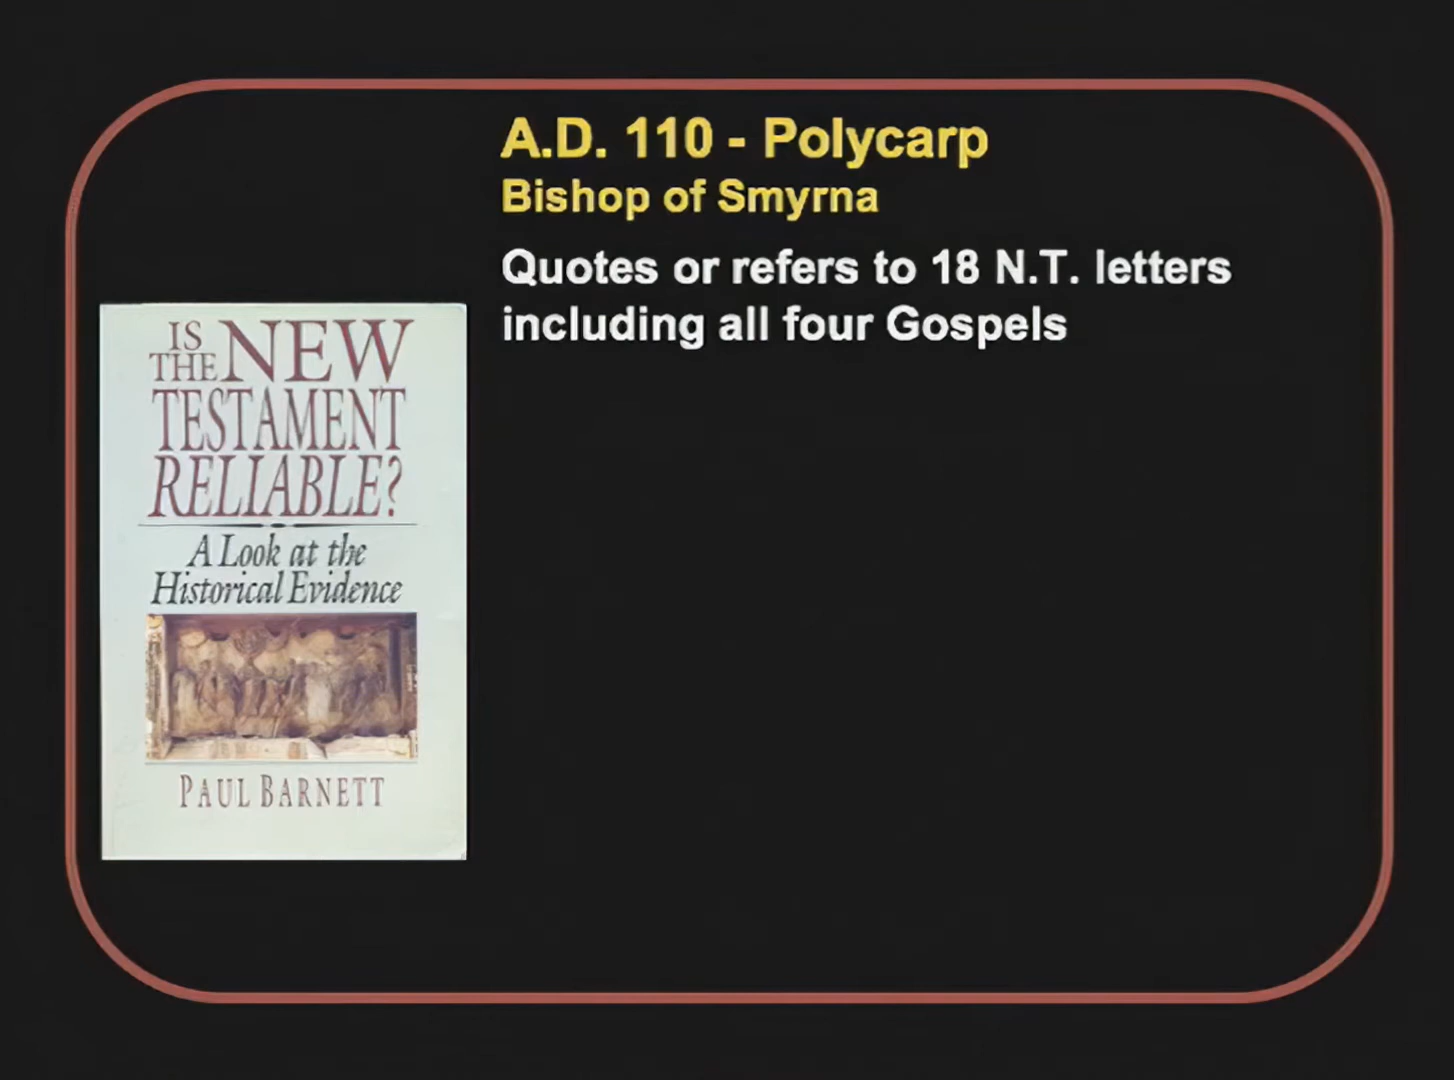 A.D. 110 - Polycarp
Bishop of Smyrna
Quotes or refers to 18 N.T. letters
including all four Gospels
IS
THE NEW
TESTAMENT
RELIABLE?
A Look at the
Historical Evidence
PAUL BARNETT